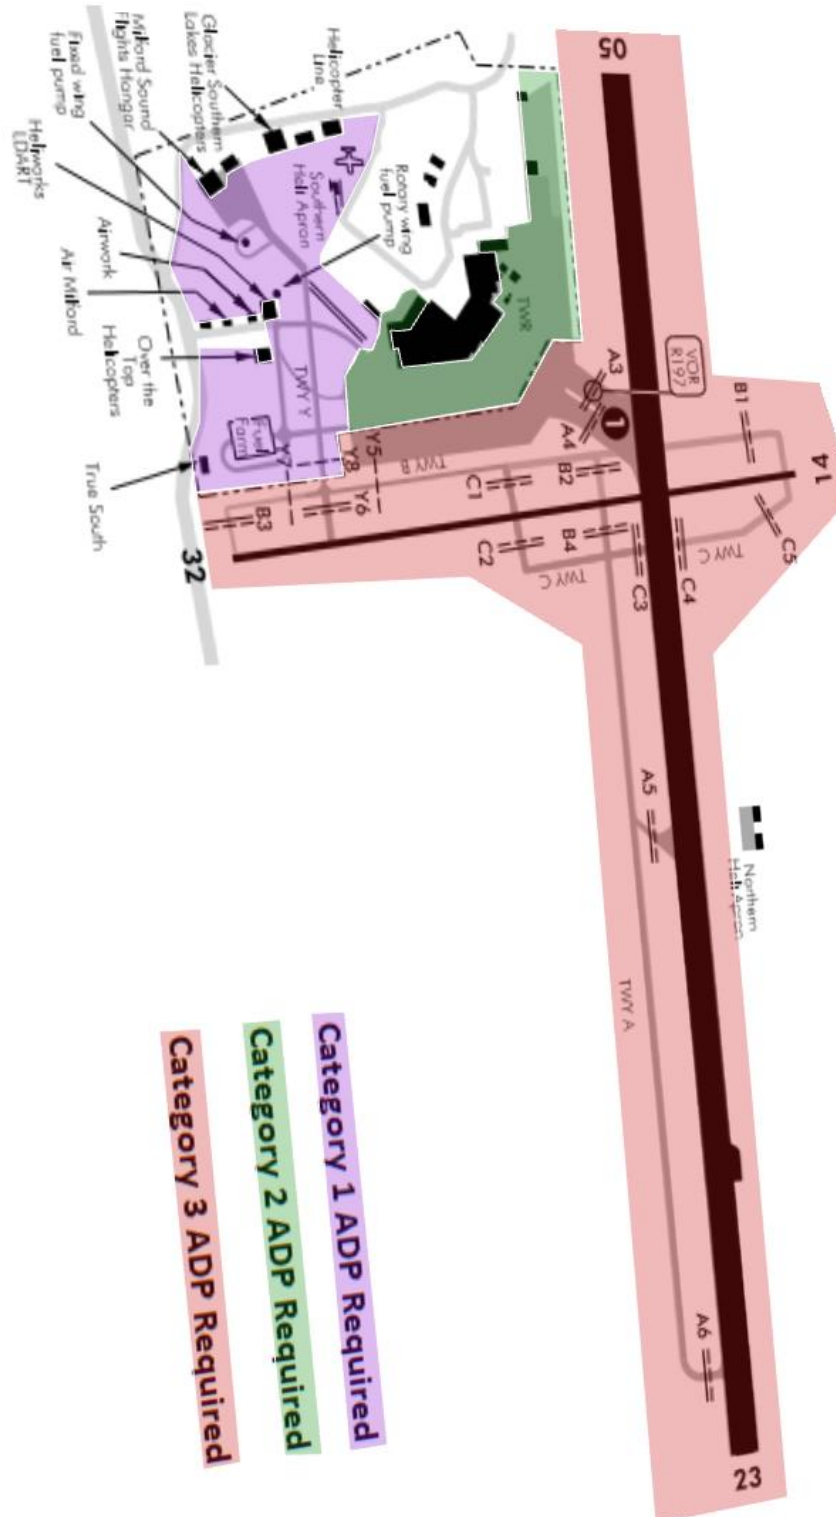 05
14
32
23
Milford Sound
Flights Hangar
Glacier Southern
Lakes Helicopters
Helicopter
Line
Fixed wing
fuel pump
Heliworks
LDART
Airwork
Air Milford
Over the
Top
Helicopters
True South
Southern
Heli Apron
Rotary wing
fuel pump
TWR
TWY Y
Fuel
Farm
Y7
Y8
Y5
Y6
TWY B
B3
C1
C2
B2
B4
A3
A4
1
VOR
R197
B1
C5
TWY C
TWY C
C3
C4
A5
Northern
Heli Apron
TWY A
A6
Category 1 ADP Required
Category 2 ADP Required
Category 3 ADP Required